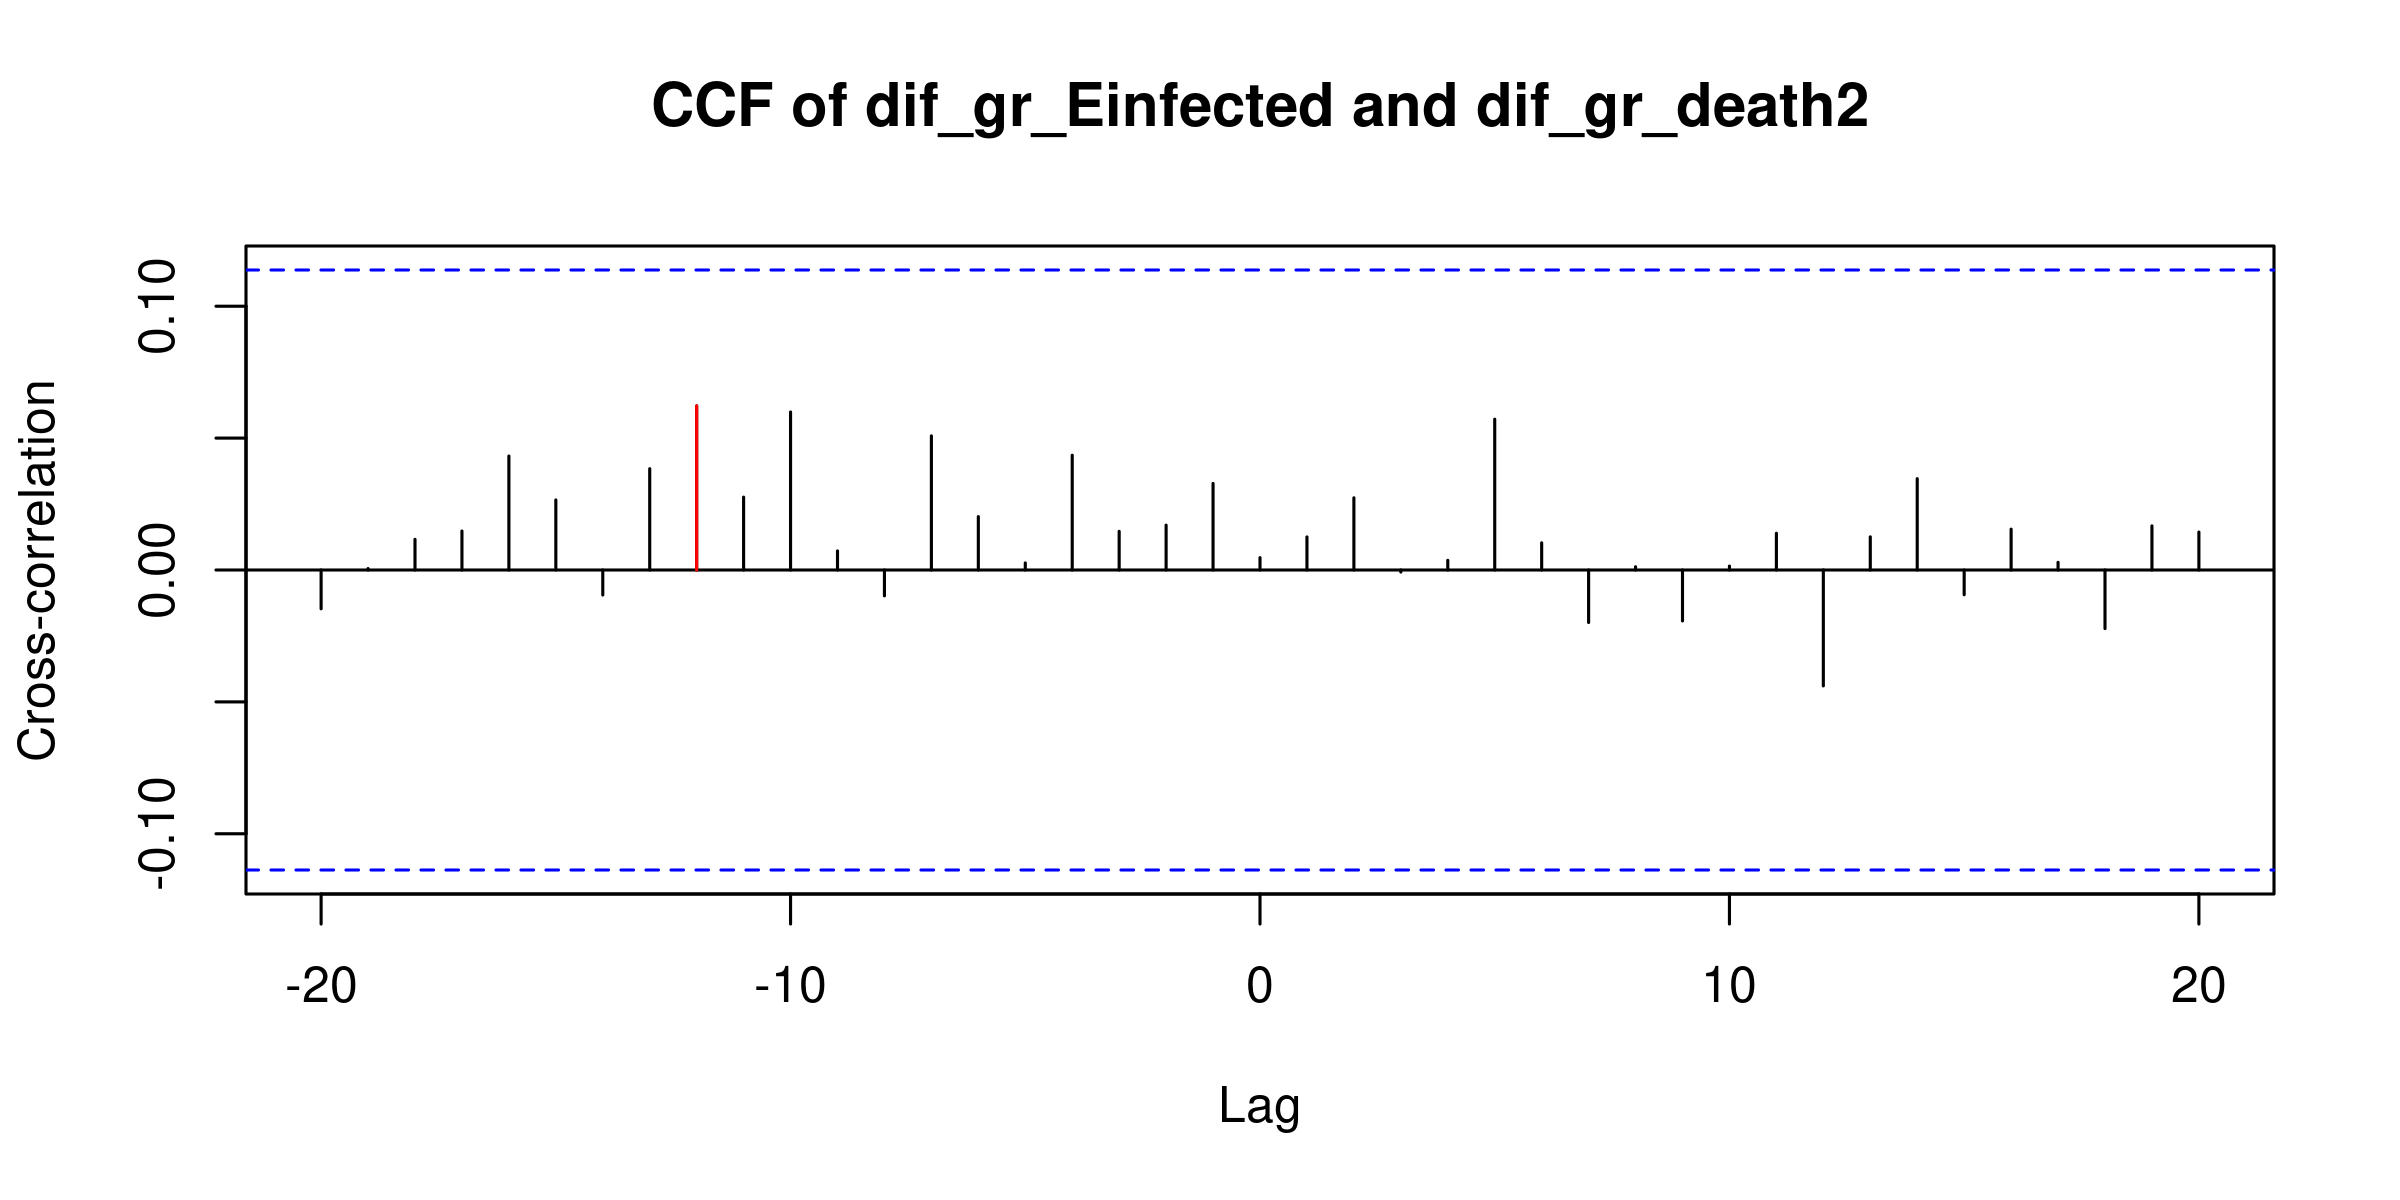 CCF of dif_gr_Einfected and dif_gr_death2
Cross-correlation
0.10
0.00
-0.10
-20 -10 0 10 20
Lag